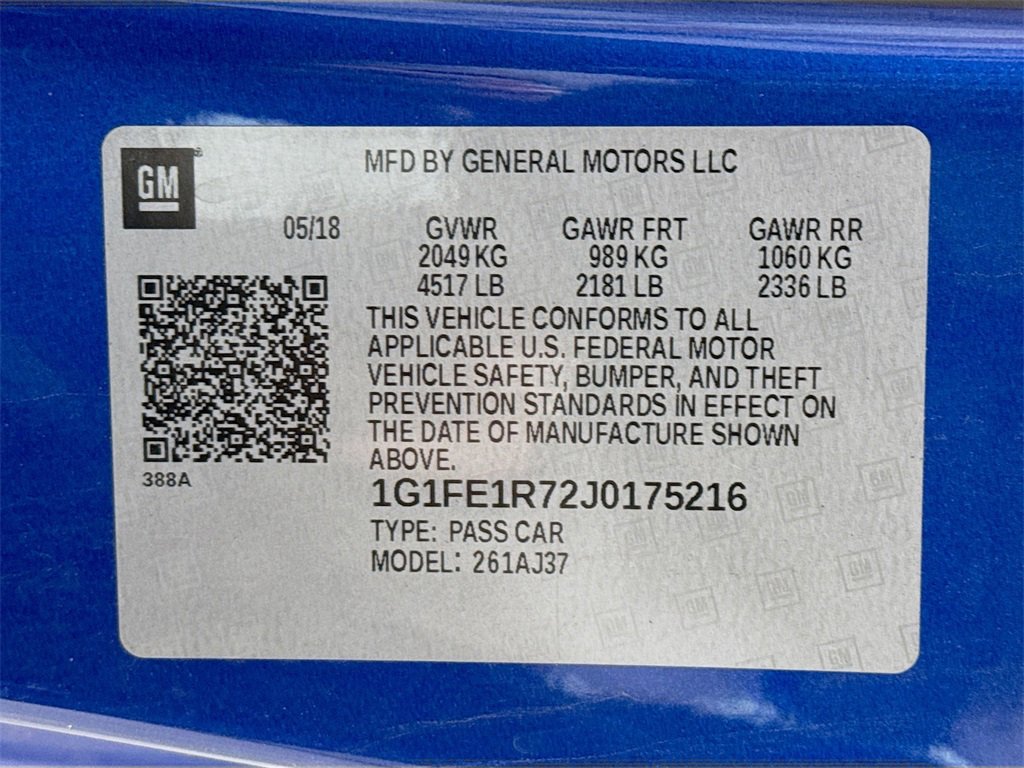 GM
MFD BY GENERAL MOTORS LLC
05/18 GVWR GAWR FRT GAWR RR
2049 KG 989 KG 1060 KG
4517 LB 2181 LB 2336 LB
THIS VEHICLE CONFORMS TO ALL
APPLICABLE U.S. FEDERAL MOTOR
VEHICLE SAFETY, BUMPER, AND THEFT
PREVENTION STANDARDS IN EFFECT ON
THE DATE OF MANUFACTURE SHOWN
ABOVE.
388A
1G1FE1R72J0175216
TYPE: PASS CAR
MODEL: 261AJ37